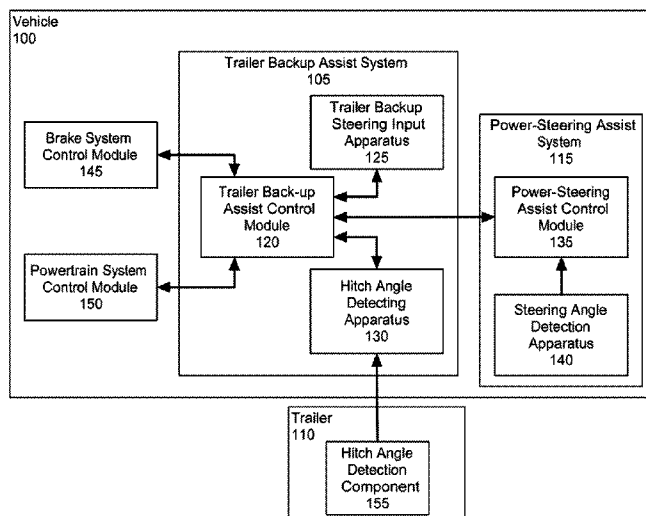 Vehicle
100
Trailer Backup Assist System
105
Trailer Backup
Steering Input
Apparatus
125
Brake System
Control Module
145
Trailer Back-up
Assist Control
Module
120
Power-Steering Assist
System
115
Power-Steering
Assist Control
Module
135
Powertrain System
Control Module
150
Hitch Angle
Detecting
Apparatus
130
Steering Angle
Detection
Apparatus
140
Trailer
110
Hitch Angle
Detection
Component
155